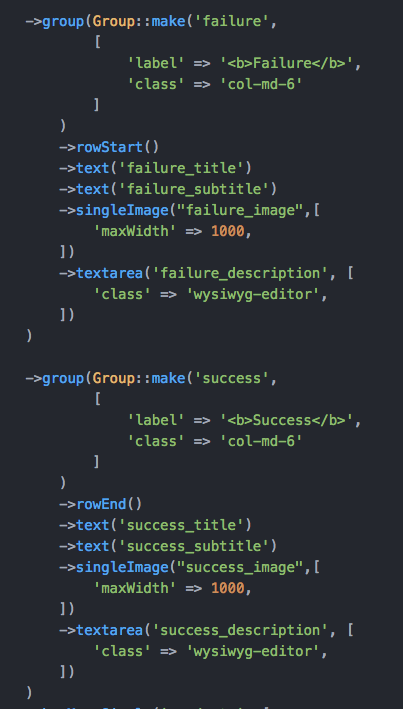 ->group(Group::make('failure',
        [
            'label' => '<b>Failure</b>',
            'class' => 'col-md-6'
        ]
    )
    ->rowStart()
    ->text('failure_title')
    ->text('failure_subtitle')
    ->singleImage("failure_image",[
        'maxWidth' => 1000,
    ])
    ->textarea('failure_description', [
        'class' => 'wysiwyg-editor',
    ])
)

->group(Group::make('success',
        [
            'label' => '<b>Success</b>',
            'class' => 'col-md-6'
        ]
    )
    ->rowEnd()
    ->text('success_title')
    ->text('success_subtitle')
    ->singleImage("success_image",[
        'maxWidth' => 1000,
    ])
    ->textarea('success_description', [
        'class' => 'wysiwyg-editor',
    ])
)